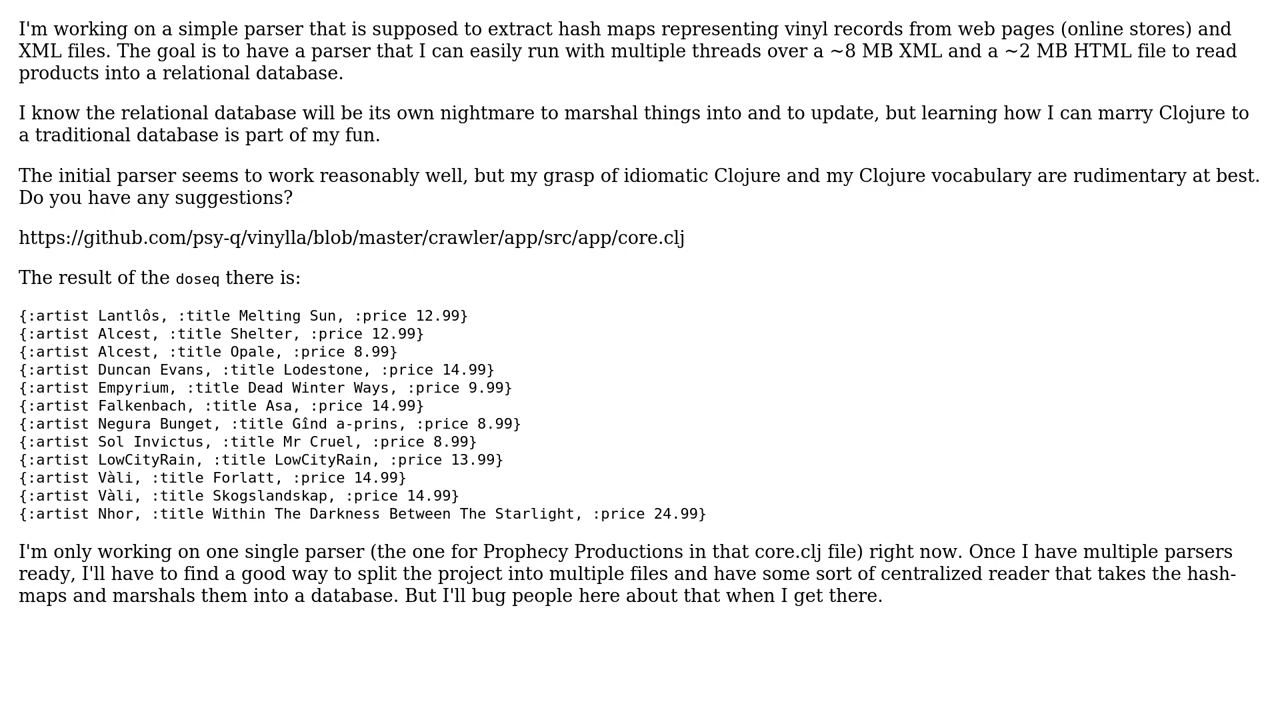 I'm working on a simple parser that is supposed to extract hash maps representing vinyl records from web pages (online stores) and
XML files. The goal is to have a parser that I can easily run with multiple threads over a ~8 MB XML and a ~2 MB HTML file to read
products into a relational database.
I know the relational database will be its own nightmare to marshal things into and to update, but learning how I can marry Clojure to
a traditional database is part of my fun.
The initial parser seems to work reasonably well, but my grasp of idiomatic Clojure and my Clojure vocabulary are rudimentary at best.
Do you have any suggestions?
https://github.com/psy-q/vinylla/blob/master/crawler/app/src/app/core.clj
The result of the doseq there is:
{:artist Lantlôs, :title Melting Sun, :price 12.99}
{:artist Alcest, :title Shelter, :price 12.99}
{:artist Alcest, :title Opale, :price 8.99}
{:artist Duncan Evans, :title Lodestone, :price 14.99}
{:artist Empyrium, :title Dead Winter Ways, :price 9.99}
{:artist Falkenbach, :title Asa, :price 14.99}
{:artist Negura Bunget, :title Gînd a-prins, :price 8.99}
{:artist Sol Invictus, :title Mr Cruel, :price 8.99}
{:artist LowCityRain, :title LowCityRain, :price 13.99}
{:artist Vàli, :title Forlatt, :price 14.99}
{:artist Vàli, :title Skogslandskap, :price 14.99}
{:artist Nhor, :title Within The Darkness Between The Starlight, :price 24.99}
I'm only working on one single parser (the one for Prophecy Productions in that core.clj file) right now. Once I have multiple parsers
ready, I'll have to find a good way to split the project into multiple files and have some sort of centralized reader that takes the hash-
maps and marshals them into a database. But I'll bug people here about that when I get there.